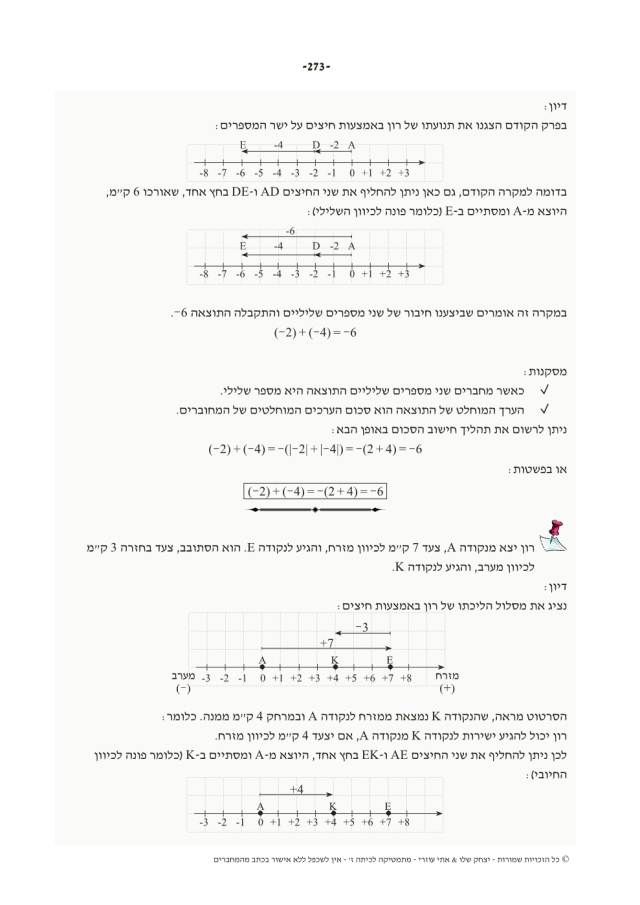 -273-
דיון :
בפרק הקודם הצגנו את תנועתו של רון באמצעות חיצים על ישר המספרים :
E -4 D -2 A
-8 -7 -6 -5 -4 -3 -2 -1 0 +1 +2 +3
בדומה למקרה הקודם, גם כאן ניתן להחליף את שני החיצים AD ו-DE בחץ אחד, שאורכו 6 ק״מ,
היוצא מ-A ומסתיים ב-E (כלומר פונה לכיוון השלילי) :
-6
E -4 D -2 A
-8 -7 -6 -5 -4 -3 -2 -1 0 +1 +2 +3
במקרה זה אומרים שביצענו חיבור של שני מספרים שליליים והתקבלה התוצאה −6.
(−2) + (−4) = −6
מסקנות :
✓ כאשר מחברים שני מספרים שליליים התוצאה היא מספר שלילי.
✓ הערך המוחלט של התוצאה הוא סכום הערכים המוחלטים של המחוברים.
ניתן לרשום את תהליך חישוב הסכום באופן הבא :
(−2) + (−4) = −(|−2| + |−4|) = −(2 + 4) = −6
או בפשטות :
(−2) + (−4) = −(2 + 4) = −6
רון יצא מנקודה A, צעד 7 ק״מ לכיוון מזרח, והגיע לנקודה E. הוא הסתובב, צעד בחזרה 3 ק״מ
לכיוון מערב, והגיע לנקודה K.
דיון :
נציג את מסלול הליכתו של רון באמצעות חיצים :
−3
+7
A K E
מערב -3 -2 -1 0 +1 +2 +3 +4 +5 +6 +7 +8 מזרח
(−) (+)
הסרטוט מראה, שהנקודה K נמצאת ממזרח לנקודה A ובמרחק 4 ק״מ ממנה. כלומר :
רון יכול להגיע ישירות לנקודה K מנקודה A, אם יצעד 4 ק״מ לכיוון מזרח.
לכן ניתן להחליף את שני החיצים AE ו-EK בחץ אחד, היוצא מ-A ומסתיים ב-K (כלומר פונה לכיוון
החיובי) :
+4
A K E
-3 -2 -1 0 +1 +2 +3 +4 +5 +6 +7 +8
© כל הזכויות שמורות - יצחק שלו & אתי עוזרי - מתמטיקה לכיתה ז׳ - אין לשכפל ללא אישור בכתב מהמחברים